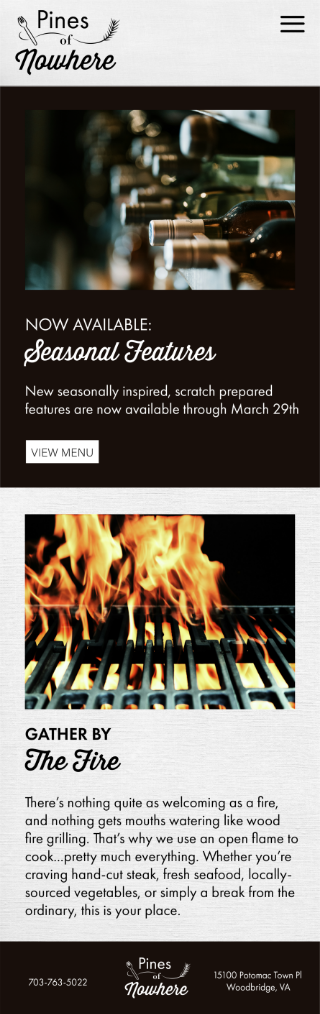 Pines
of
Nowhere
NOW AVAILABLE:
Seasonal Features
New seasonally inspired, scratch prepared
features are now available through March 29th
VIEW MENU
GATHER BY
The Fire
There's nothing quite as welcoming as a fire,
and nothing gets mouths watering like wood
fire grilling. That's why we use an open flame to
cook...pretty much everything. Whether you're
craving hand-cut steak, fresh seafood, locally-
sourced vegetables, or simply a break from the
ordinary, this is your place.
703-763-5022
Pines
of
Nowhere
15100 Potomac Town Pl
Woodbridge, VA